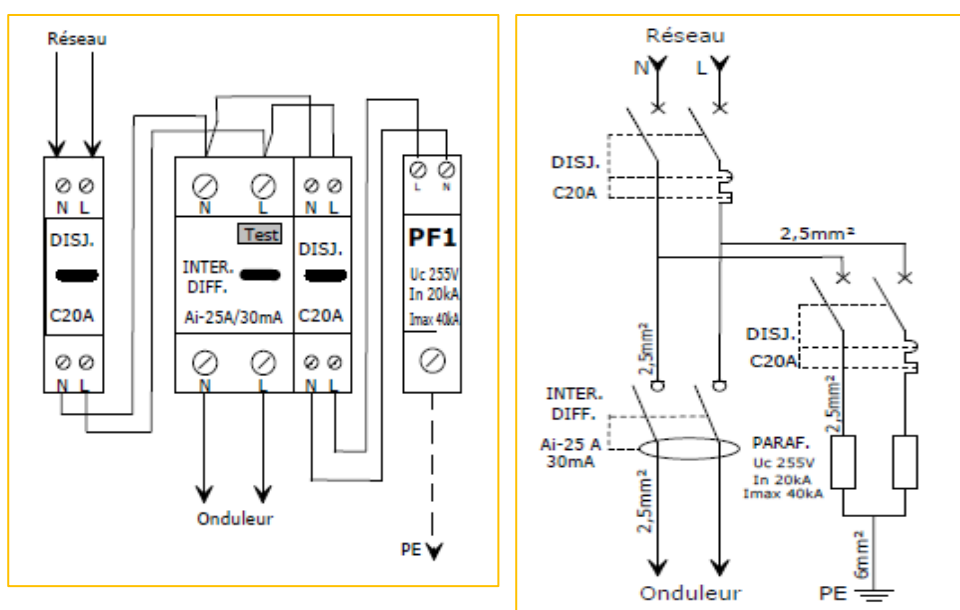 Réseau
N L
DISJ.
C20A
N L
N L
Test
INTER.
DIFF.
Ai-25A/30mA
N L
N L
DISJ.
C20A
N L
L N
PF1
Uc 255V
In 20kA
Imax 40kA
Onduleur
PE
Réseau
N L
DISJ.
C20A
2,5mm²
2,5mm²
DISJ.
C20A
INTER.
DIFF.
Ai-25 A
30mA
2,5mm²
PARAF.
Uc 255V
In 20kA
Imax 40kA
2,5mm²
6mm²
Onduleur
PE